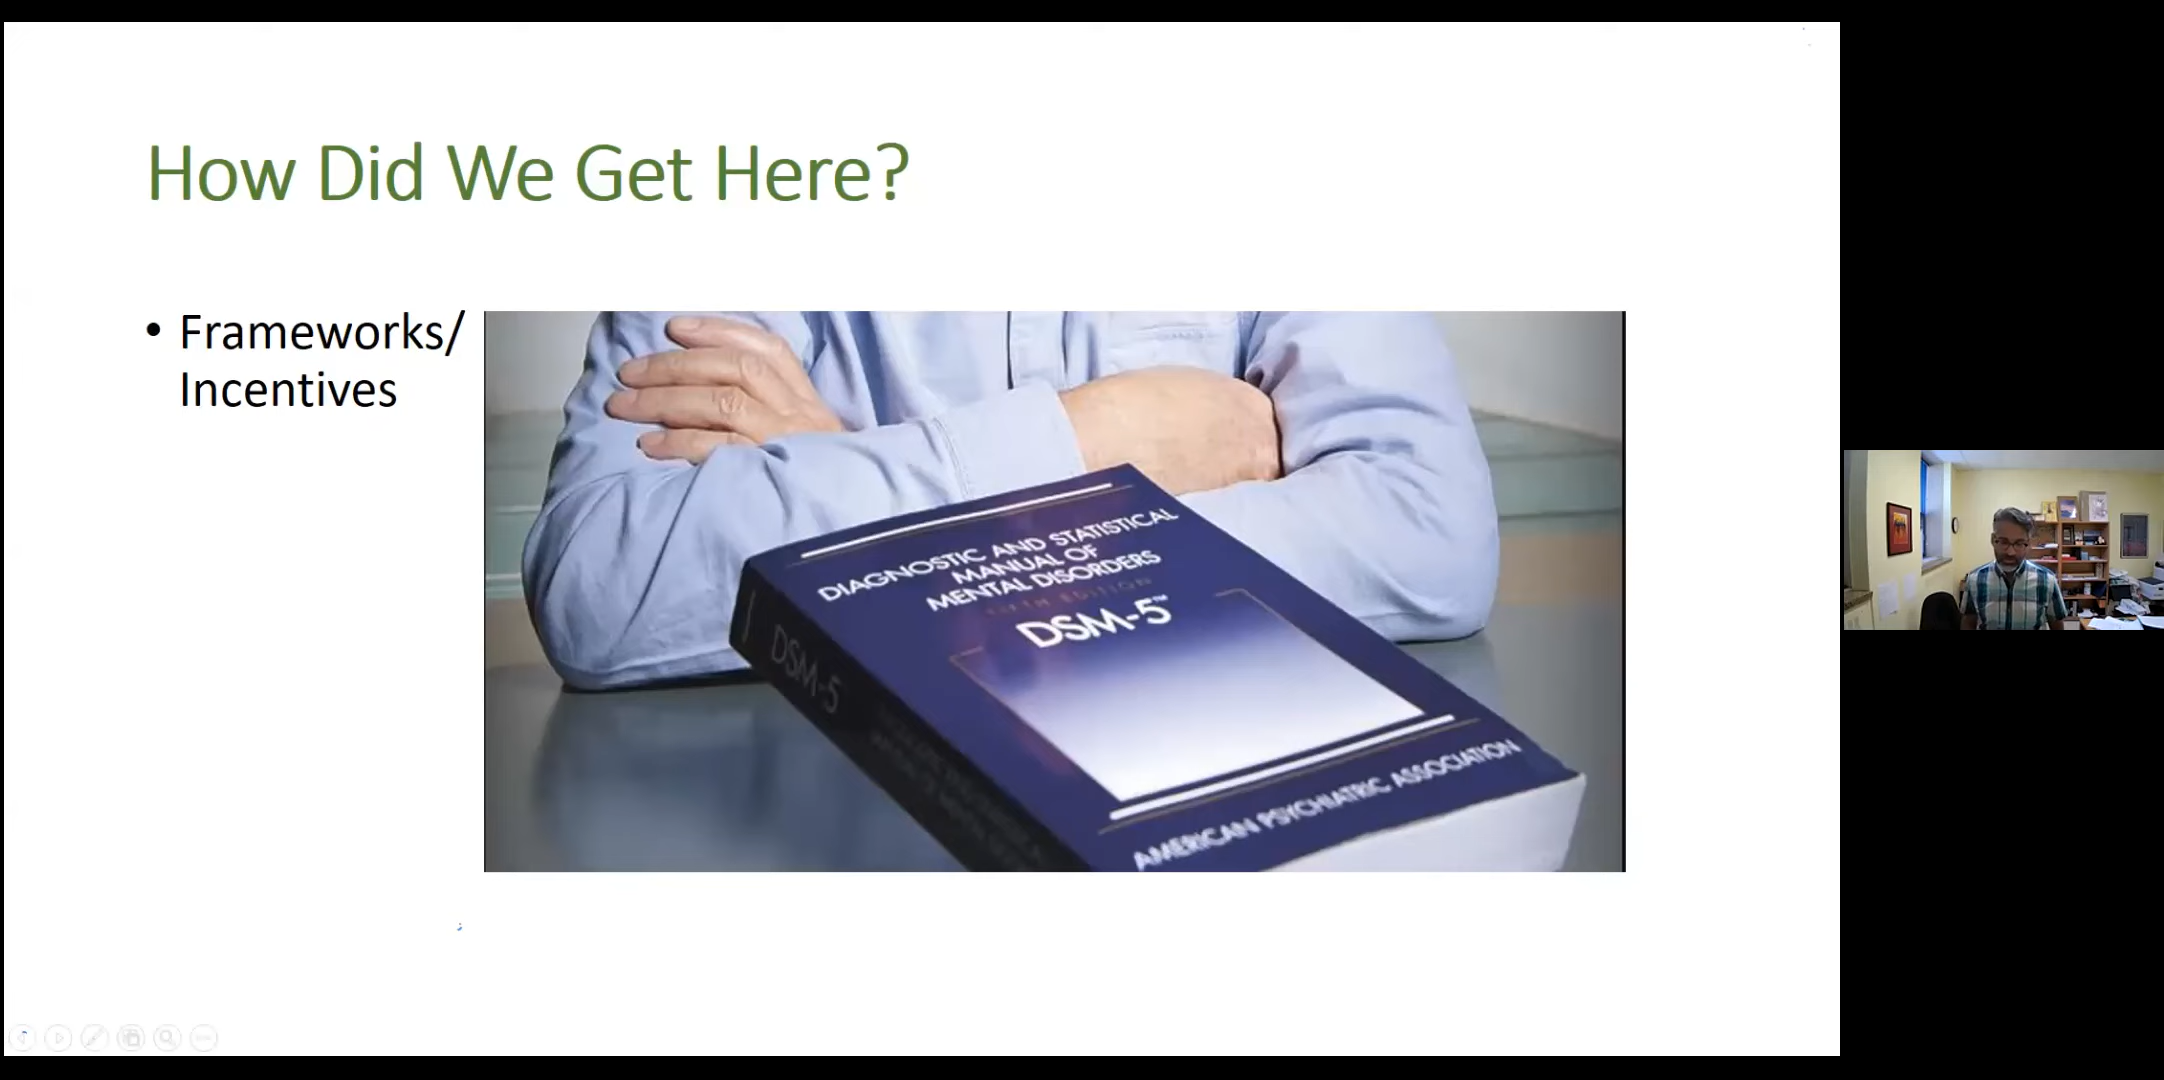 How Did We Get Here?
• Frameworks/
Incentives
DIAGNOSTIC AND STATISTICAL
MANUAL OF
MENTAL DISORDERS
FIFTH EDITION
DSM-5™
DSM-5
AMERICAN PSYCHIATRIC ASSOCIATION